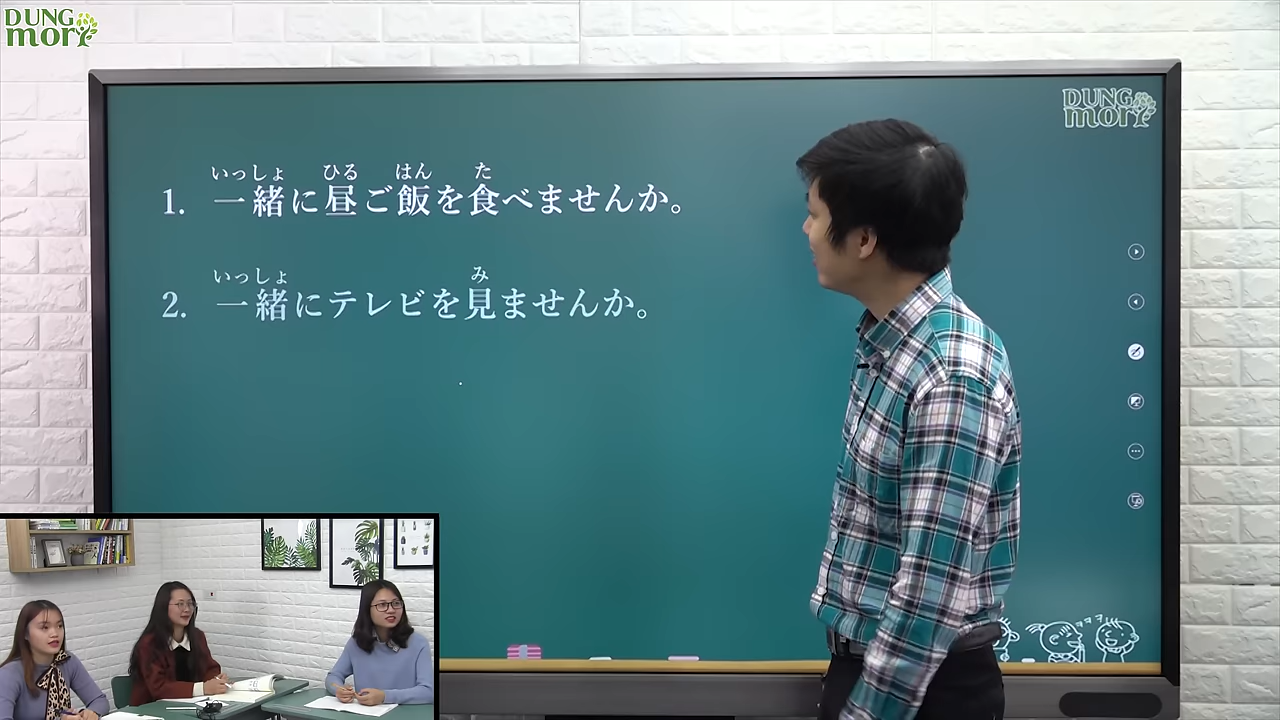 DUNG
mori
DUNG
mori
いっしょ ひる はん た
1. 一緒に昼ご飯を食べませんか。
いっしょ み
2. 一緒にテレビを見ませんか。